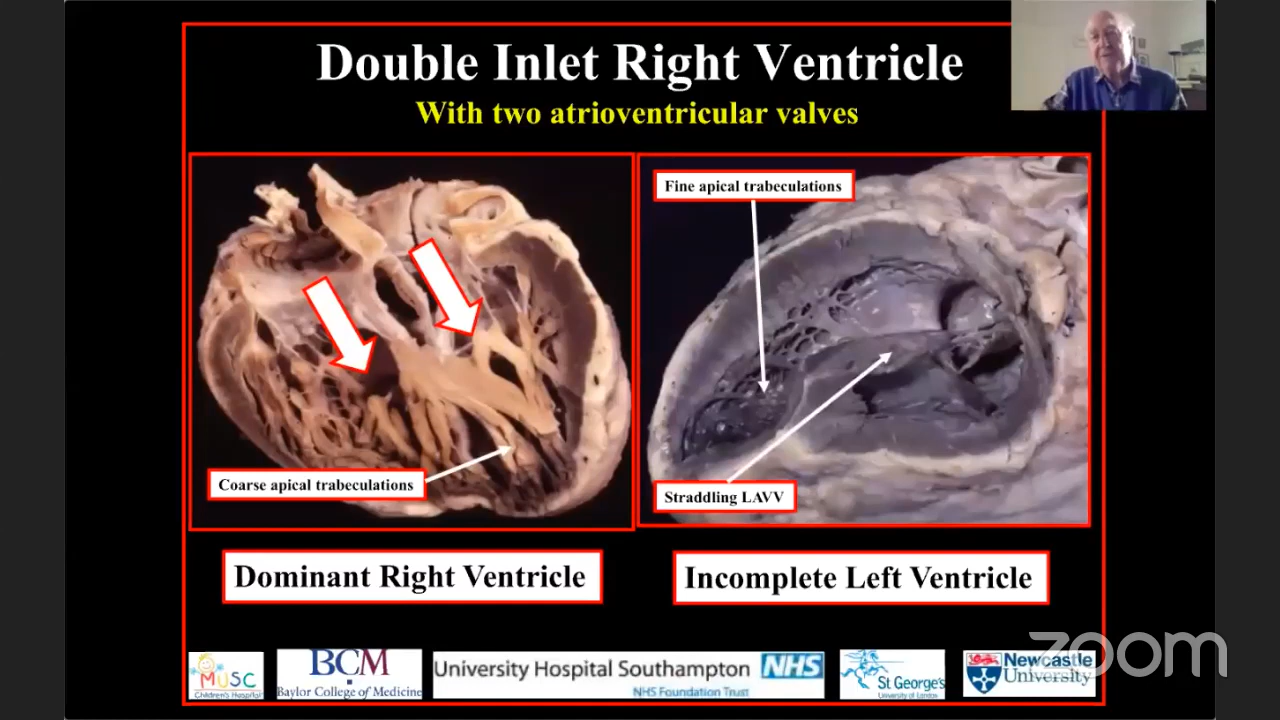 Double Inlet Right Ventricle
With two atrioventricular valves
Fine apical trabeculations
Coarse apical trabeculations
Straddling LAVV
Dominant Right Ventricle
Incomplete Left Ventricle
MUSC
Children's Hospital
BCM
Baylor College of Medicine
University Hospital Southampton
NHS
NHS Foundation Trust
St George's
University of London
Newcastle
University
zoom